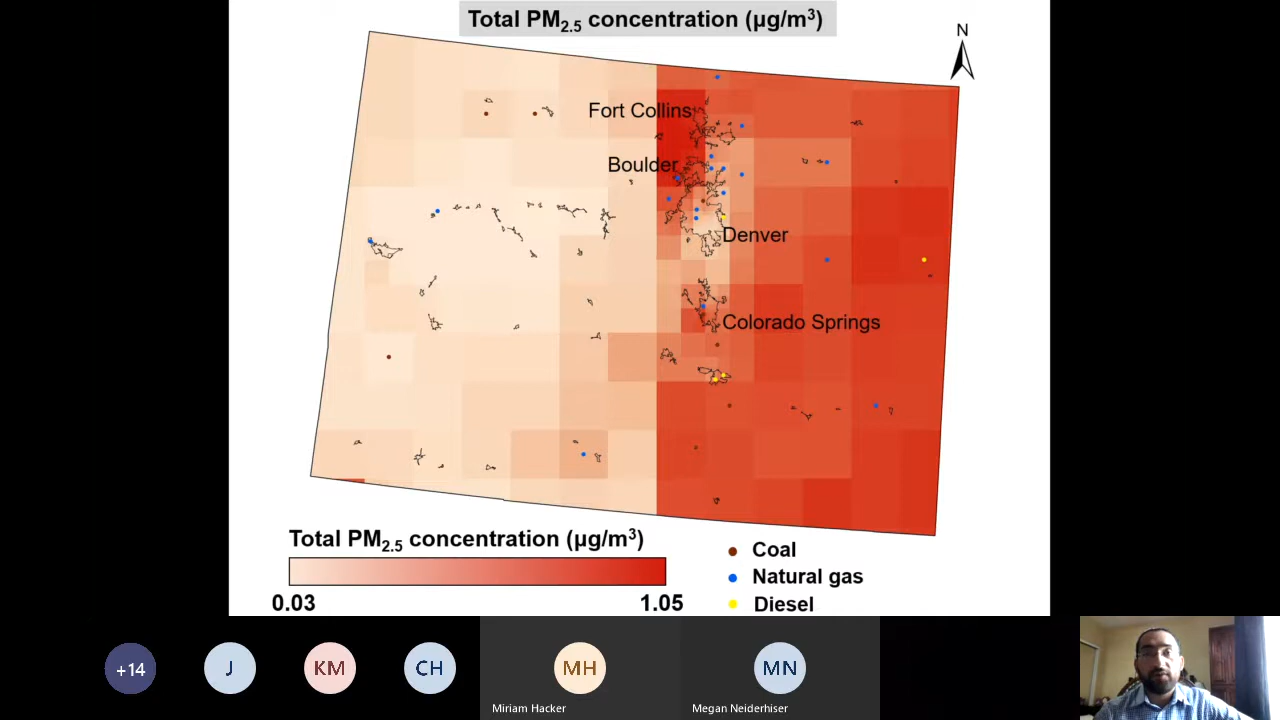 Total PM2.5 concentration (µg/m³)
N
Fort Collins
Boulder
Denver
Colorado Springs
Total PM2.5 concentration (µg/m³)
0.03
1.05
Coal
Natural gas
Diesel
+14
J
KM
CH
MH
MN
Miriam Hacker
Megan Neiderhiser